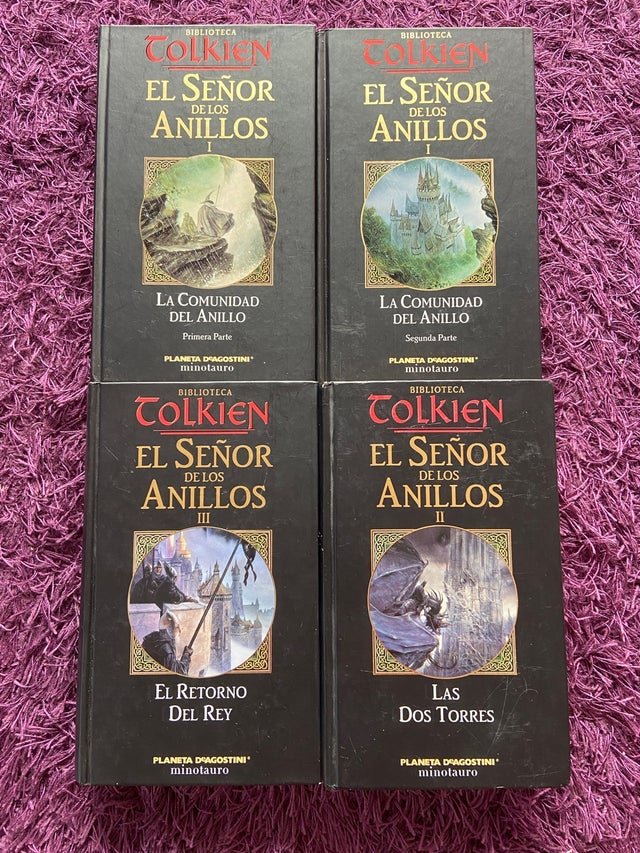 BIBLIOTECA
TOLKIEN
EL SEÑOR
DE LOS
ANILLOS
I
LA COMUNIDAD
DEL ANILLO
Primera Parte
PLANETA DeAGOSTINI
minotauro
BIBLIOTECA
TOLKIEN
EL SEÑOR
DE LOS
ANILLOS
I
LA COMUNIDAD
DEL ANILLO
Segunda Parte
PLANETA DeAGOSTINI
minotauro
BIBLIOTECA
TOLKIEN
EL SEÑOR
DE LOS
ANILLOS
III
EL RETORNO
DEL REY
PLANETA DeAGOSTINI
minotauro
BIBLIOTECA
TOLKIEN
EL SEÑOR
DE LOS
ANILLOS
II
LAS
DOS TORRES
PLANETA DeAGOSTINI
minotauro